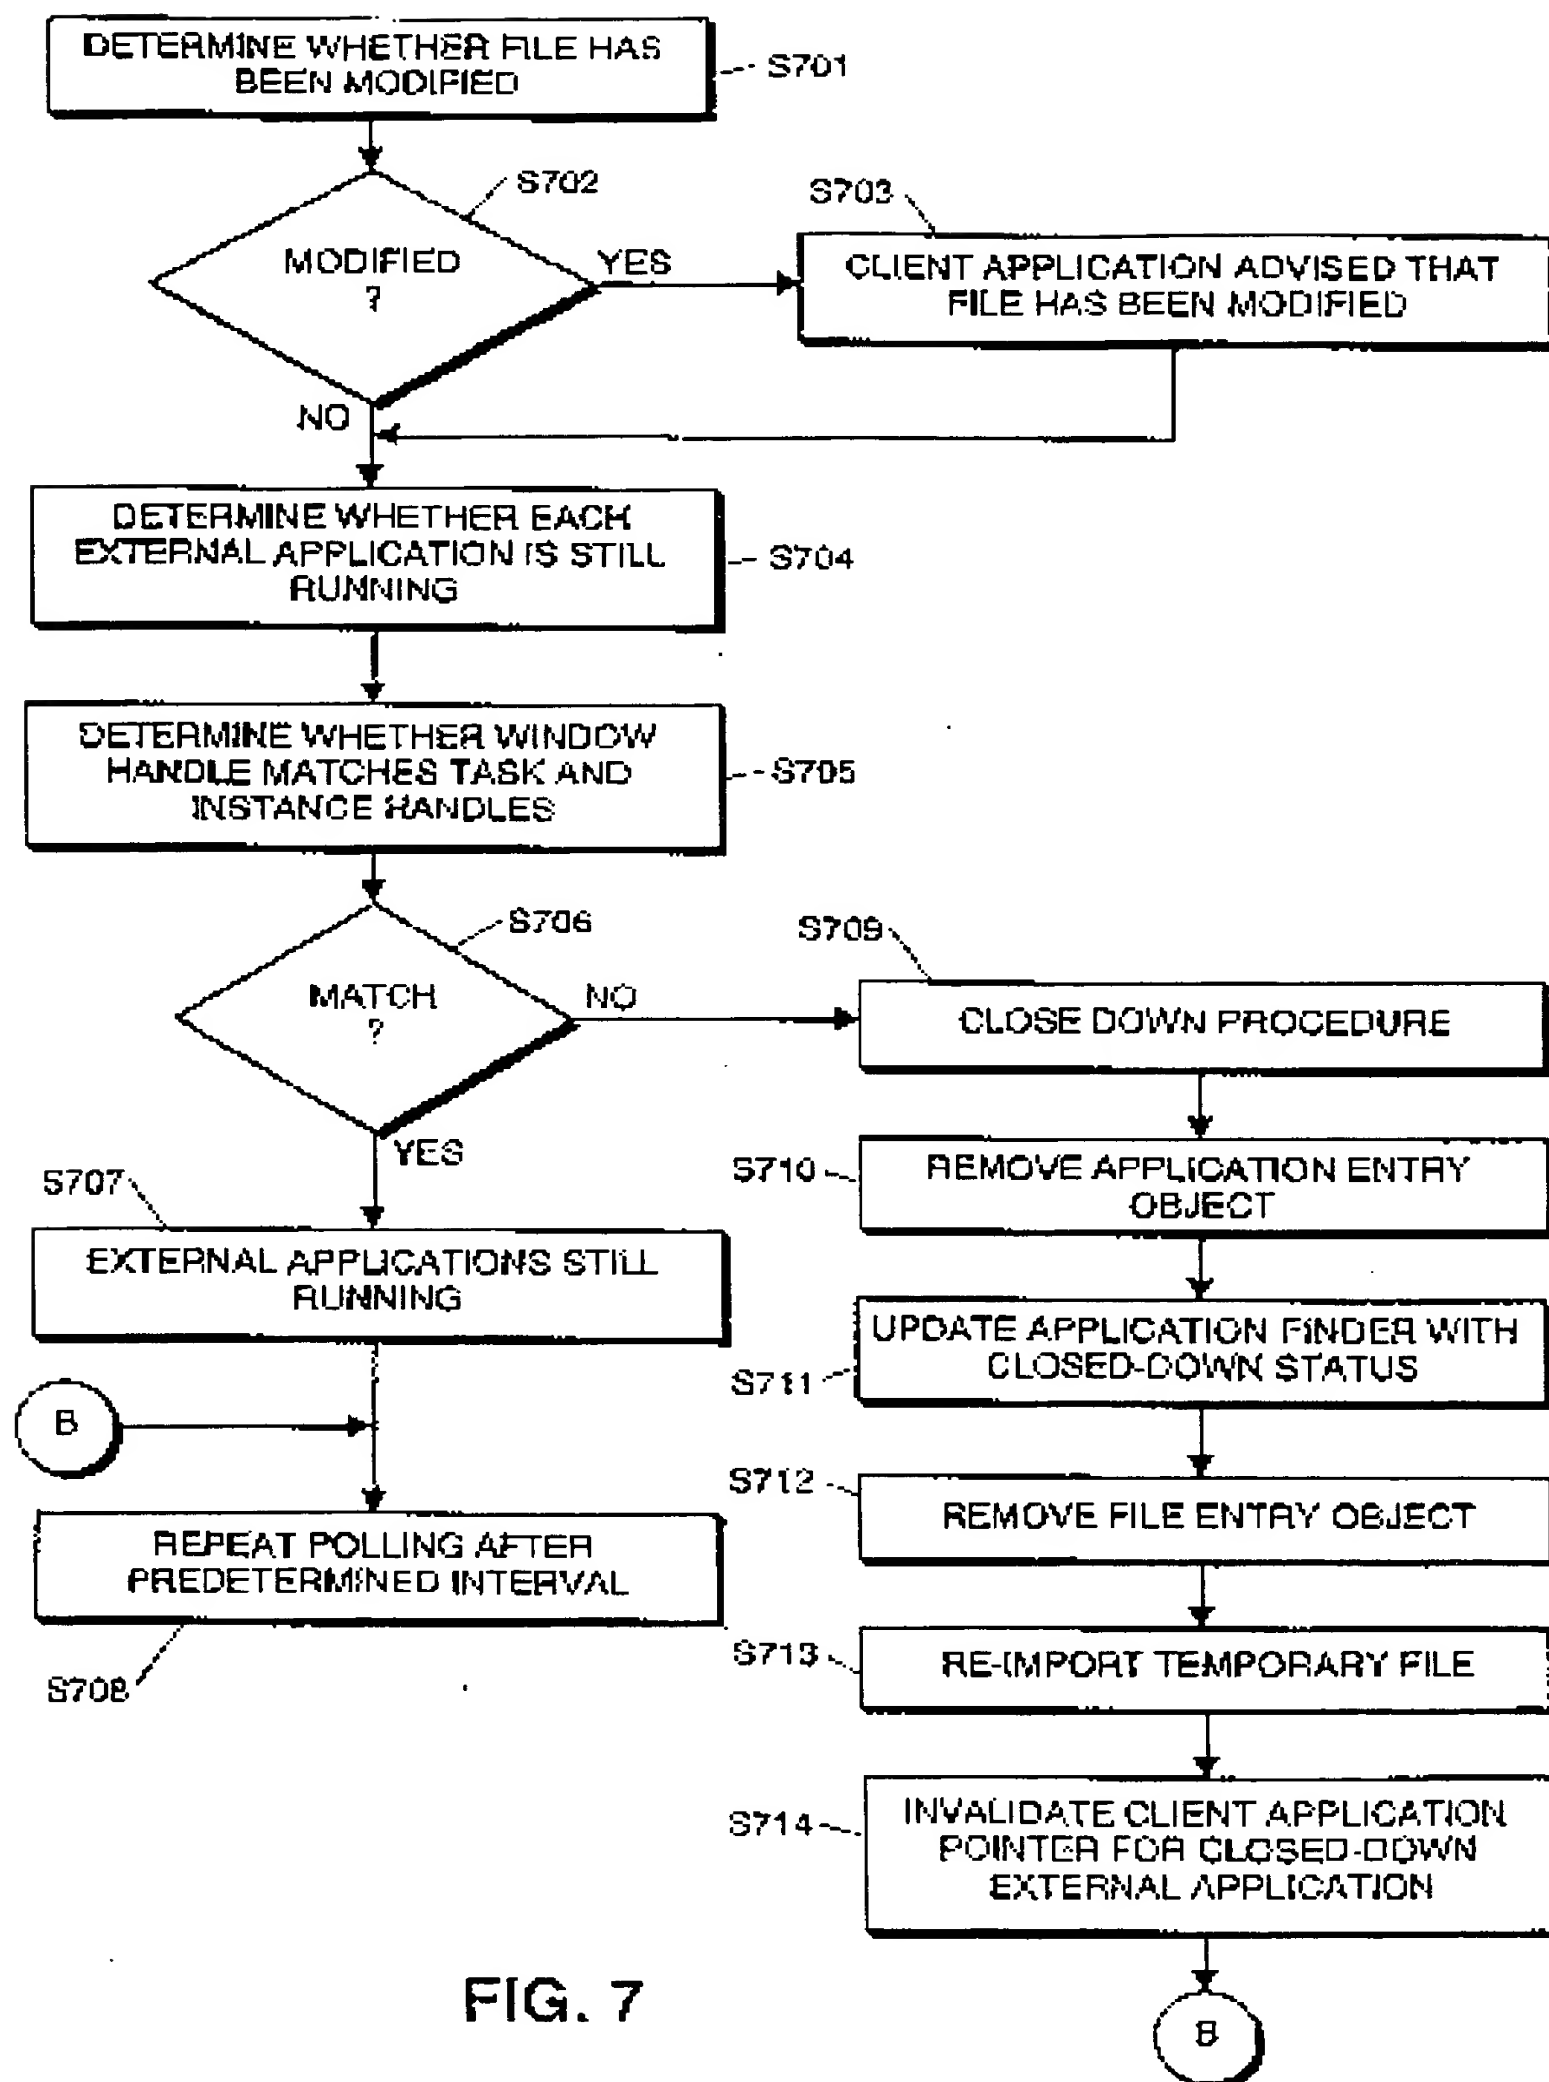 DETERMINE WHETHER FILE HAS
BEEN MODIFIED
S701
S702
MODIFIED
?
YES
NO
S703
CLIENT APPLICATION ADVISED THAT
FILE HAS BEEN MODIFIED
DETERMINE WHETHER EACH
EXTERNAL APPLICATION IS STILL
RUNNING
S704
DETERMINE WHETHER WINDOW
HANDLE MATCHES TASK AND
INSTANCE HANDLES
S705
S706
MATCH
?
NO
YES
S707
EXTERNAL APPLICATIONS STILL
RUNNING
B
REPEAT POLLING AFTER
PREDETERMINED INTERVAL
S708
S709
CLOSE DOWN PROCEDURE
S710
REMOVE APPLICATION ENTRY
OBJECT
UPDATE APPLICATION FINDER WITH
CLOSED-DOWN STATUS
S711
S712
REMOVE FILE ENTRY OBJECT
S713
RE-IMPORT TEMPORARY FILE
S714
INVALIDATE CLIENT APPLICATION
POINTER FOR CLOSED-DOWN
EXTERNAL APPLICATION
B
FIG. 7